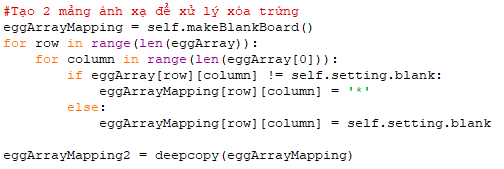 #Tạo 2 mảng ánh xạ để xử lý xóa trứng
eggArrayMapping = self.makeBlankBoard()
for row in range(len(eggArray)):
    for column in range(len(eggArray[0])):
        if eggArray[row][column] != self.setting.blank:
            eggArrayMapping[row][column] = '*'
        else:
            eggArrayMapping[row][column] = self.setting.blank

eggArrayMapping2 = deepcopy(eggArrayMapping)